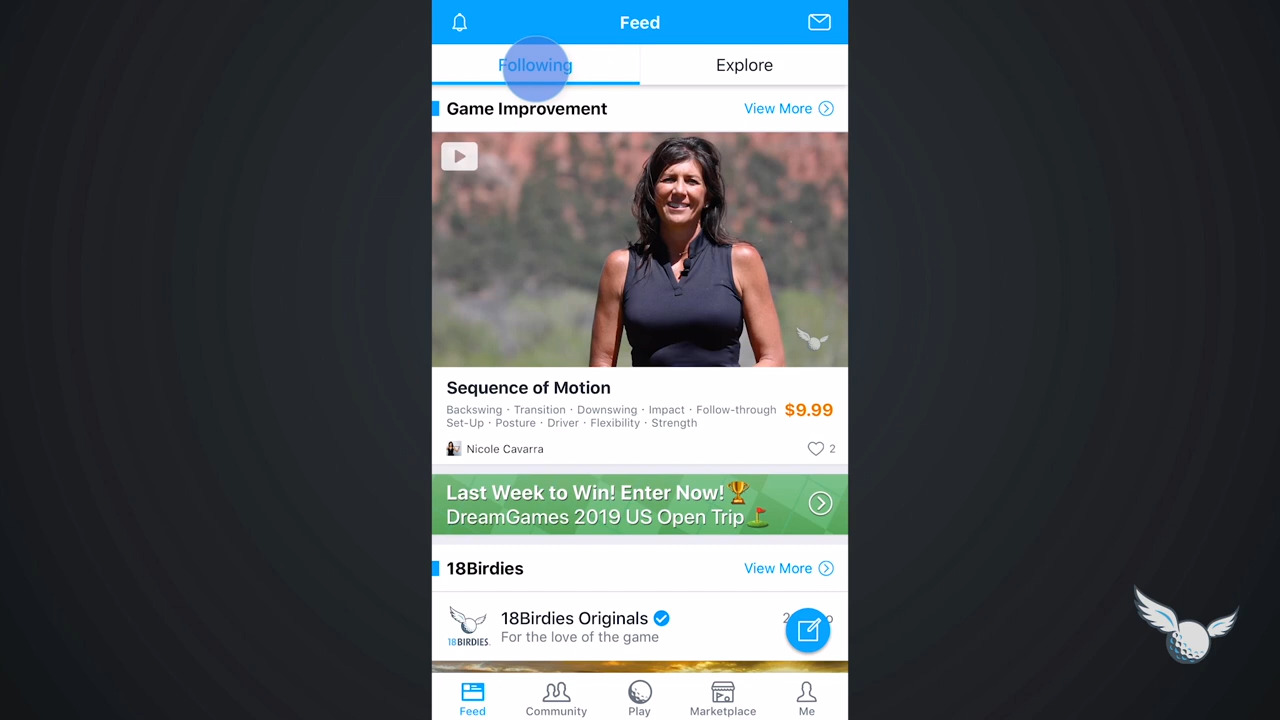 Feed
Following
Explore
Game Improvement
View More
Sequence of Motion
Backswing · Transition · Downswing · Impact · Follow-through
$9.99
Set-Up · Posture · Driver · Flexibility · Strength
Nicole Cavarra
2
Last Week to Win! Enter Now!🏆
DreamGames 2019 US Open Trip⛳
18Birdies
View More
18BIRDIES
18Birdies Originals
For the love of the game
Feed
Community
Play
Marketplace
Me